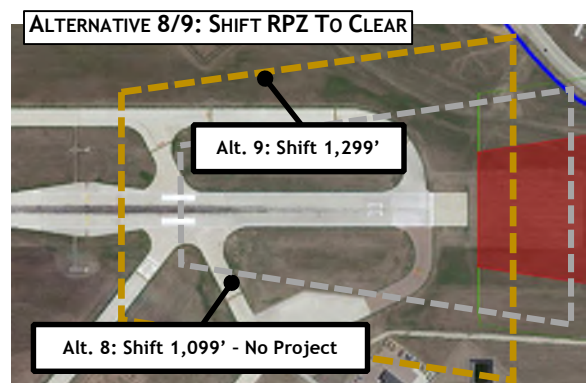 ALTERNATIVE 8/9: SHIFT RPZ TO CLEAR
Alt. 9: Shift 1,299’
Alt. 8: Shift 1,099’ – No Project